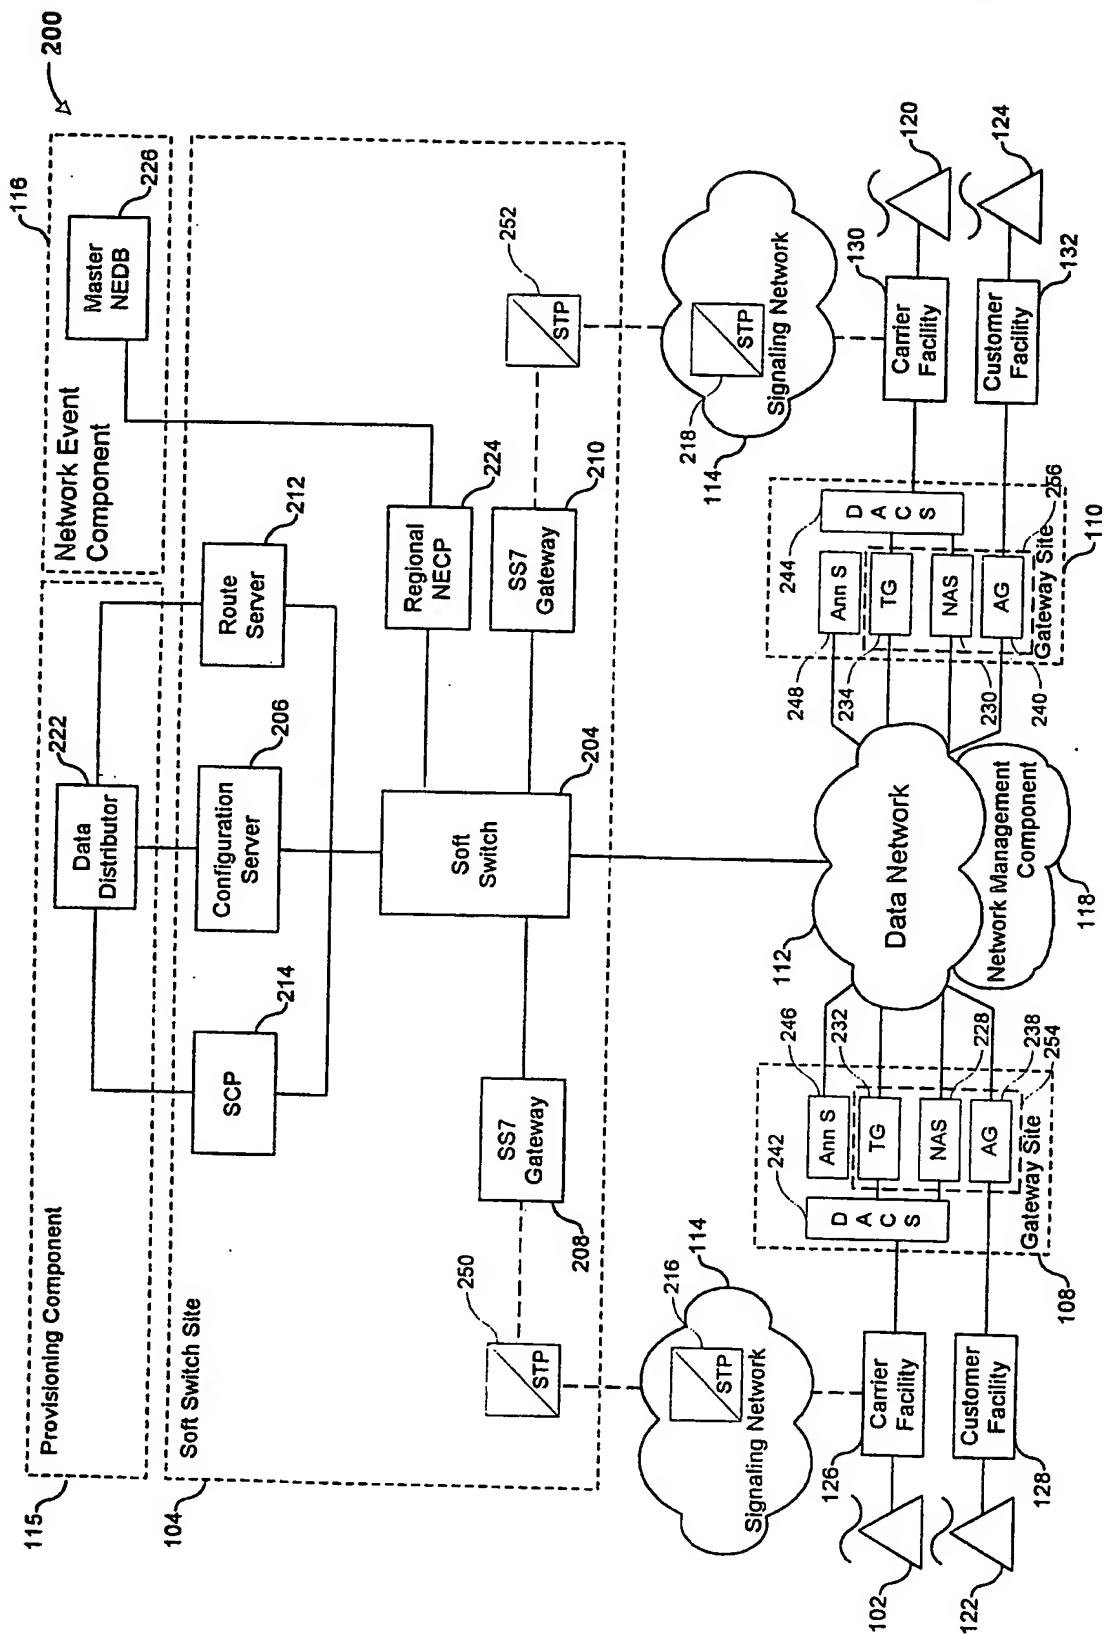 200
116
Master
NEDB
226
Network Event
Component
Provisioning Component
115
222
Data
Distributor
Soft Switch Site
104
SCP
214
Configuration
Server
206
Route
Server
212
Regional
NECP
224
Soft
Switch
204
SS7
Gateway
208
SS7
Gateway
210
250
STP
252
STP
114
216
STP
Signaling Network
218
STP
Signaling Network
114
112
Data Network
Network Management
Component
118
242
D
A
C
S
246
Ann S
232
TG
228
NAS
238
AG
254
Gateway Site
108
244
D
A
C
S
248
Ann S
234
TG
230
NAS
240
AG
256
Gateway Site
110
126
Carrier
Facility
Customer
Facility
128
102
122
130
Carrier
Facility
Customer
Facility
132
120
124